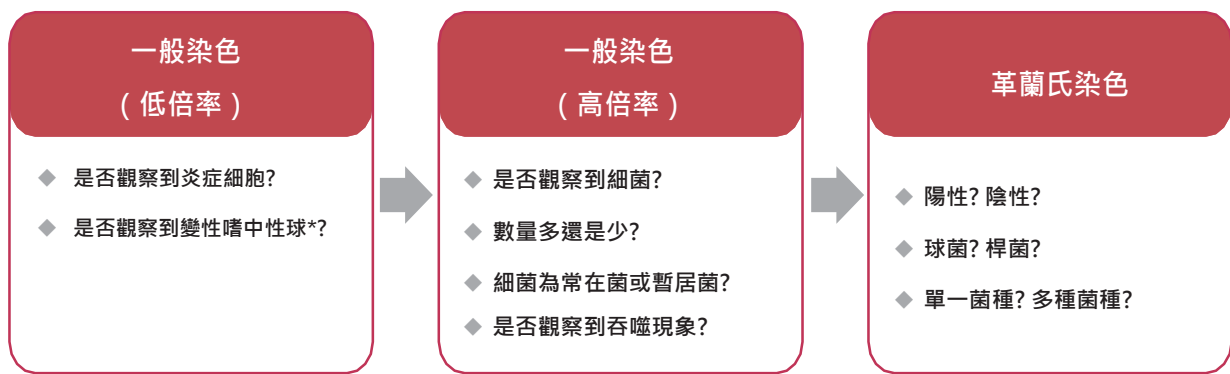 一般染色
（低倍率）
是否觀察到炎症細胞?
是否觀察到變性嗜中性球*?
一般染色
（高倍率）
是否觀察到細菌?
數量多還是少?
細菌為常在菌或暫居菌?
是否觀察到吞噬現象?
革蘭氏染色
陽性? 陰性?
球菌? 桿菌?
單一菌種? 多種菌種?